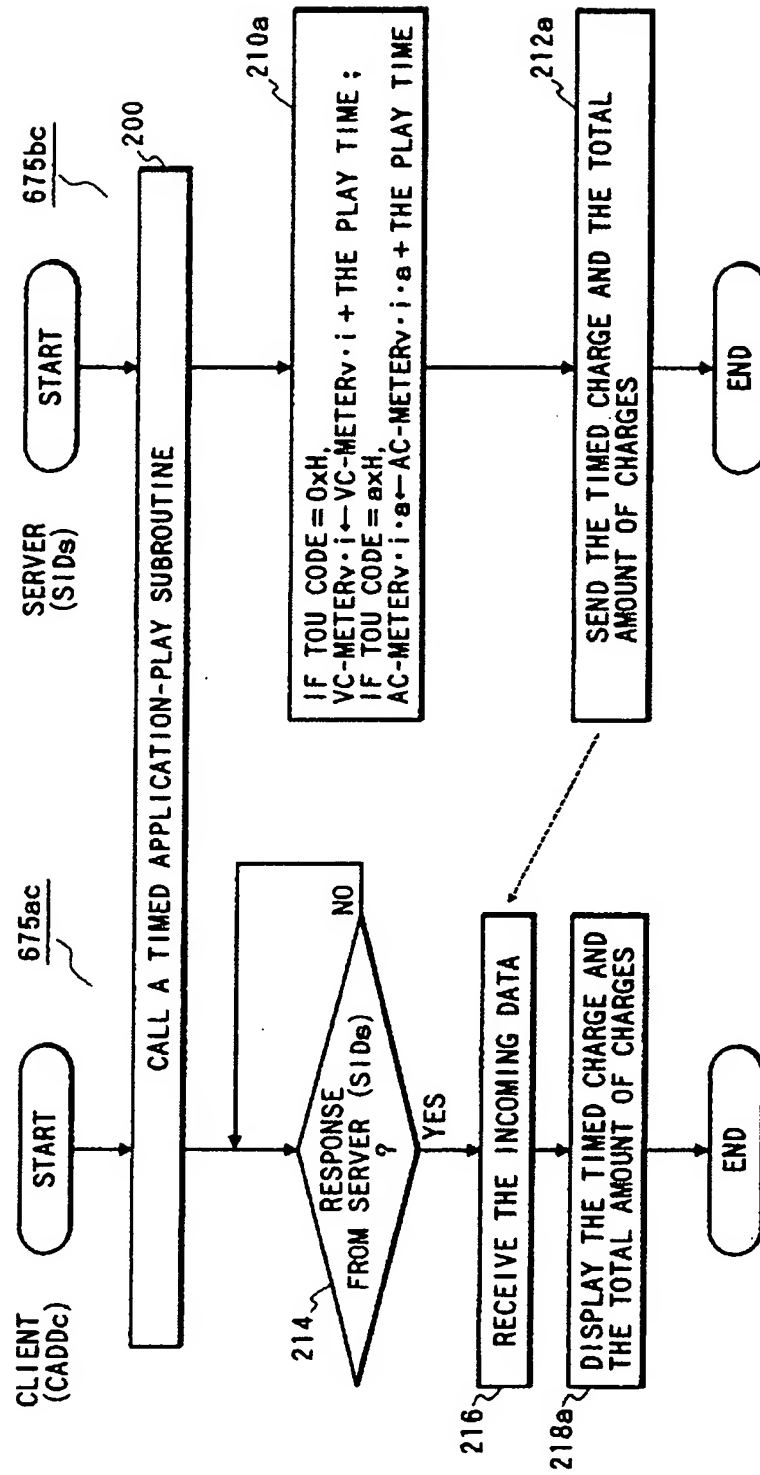 CLIENT
(CADDc)
START
675ac
SERVER
(SIDs)
START
675bc
200
CALL A TIMED APPLICATION-PLAY SUBROUTINE
214
RESPONSE
FROM SERVER (SIDs)
?
NO
YES
210a
IF TOU CODE=0xH,
VC-METERv·i←VC-METERv·i+THE PLAY TIME;
IF TOU CODE=axH,
AC-METERv·i·a←AC-METERv·i·a+THE PLAY TIME
212a
SEND THE TIMED CHARGE AND THE TOTAL
AMOUNT OF CHARGES
216
RECEIVE THE INCOMING DATA
218a
DISPLAY THE TIMED CHARGE AND
THE TOTAL AMOUNT OF CHARGES
END
END